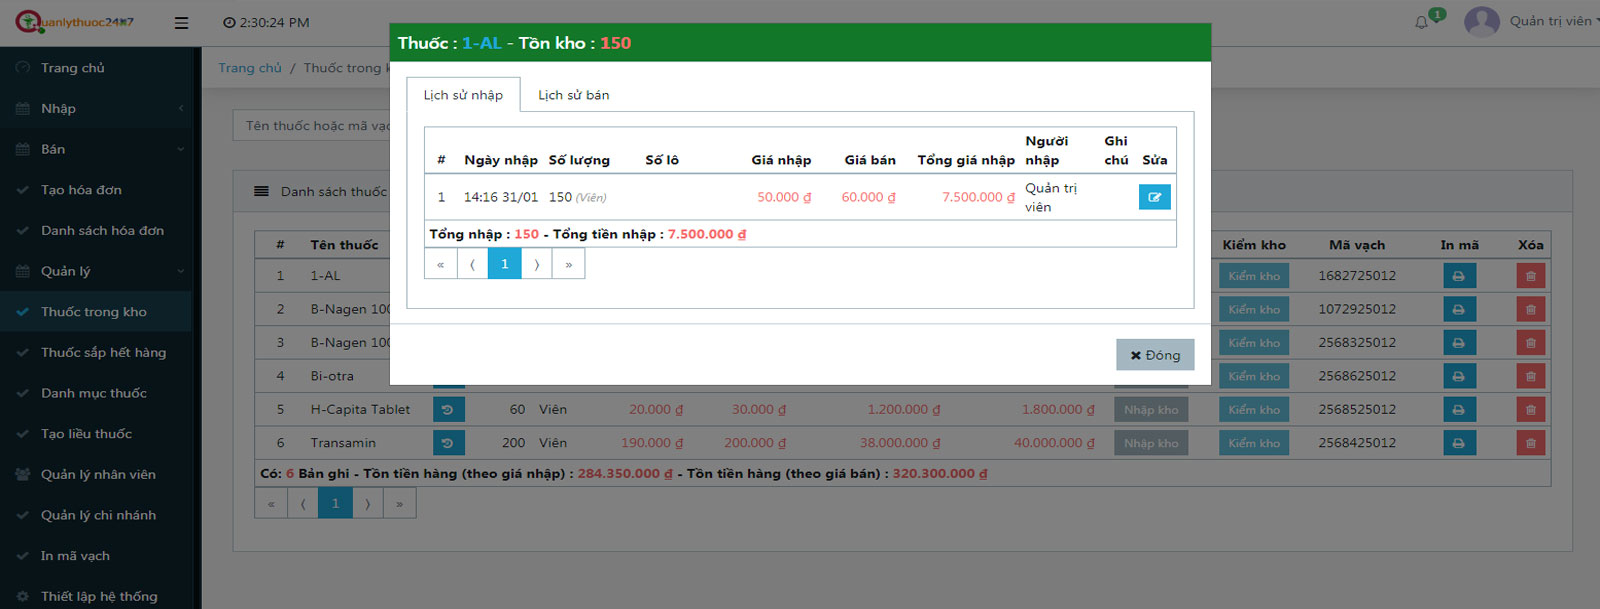 Quanlythuoc24h7
2:30:24 PM
1
Quản trị viên
Trang chủ
Nhập
Bán
Tạo hóa đơn
Danh sách hóa đơn
Quản lý
Thuốc trong kho
Thuốc sắp hết hàng
Danh mục thuốc
Tạo liều thuốc
Quản lý nhân viên
Quản lý chi nhánh
In mã vạch
Thiết lập hệ thống
Trang chủ / Thuốc trong
Tên thuốc hoặc mã
Danh sách thuốc
Thuốc : 1-AL - Tồn kho : 150
Lịch sử nhập Lịch sử bán
# Ngày nhập Số lượng Số lô Giá nhập Giá bán Tổng giá nhập Người nhập Ghi chú Sửa
1 14:16 31/01 150 (Viên) 50.000 ₫ 60.000 ₫ 7.500.000 ₫ Quản trị viên
Tổng nhập : 150 - Tổng tiền nhập : 7.500.000 ₫
« ⟨ 1 ⟩ »
✖ Đóng
# Tên thuốc Kiểm kho Mã vạch In mã Xóa
1 1-AL Kiểm kho 1682725012
2 B-Nagen 100 Kiểm kho 1072925012
3 B-Nagen 100 Kiểm kho 2568325012
4 Bi-otra Kiểm kho 2568625012
5 H-Capita Tablet 60 Viên 20.000 ₫ 30.000 ₫ 1.200.000 ₫ 1.800.000 ₫ Nhập kho Kiểm kho 2568525012
6 Transamin 200 Viên 190.000 ₫ 200.000 ₫ 38.000.000 ₫ 40.000.000 ₫ Nhập kho Kiểm kho 2568425012
Có: 6 Bản ghi - Tồn tiền hàng (theo giá nhập) : 284.350.000 ₫ - Tồn tiền hàng (theo giá bán) : 320.300.000 ₫
« ⟨ 1 ⟩ »